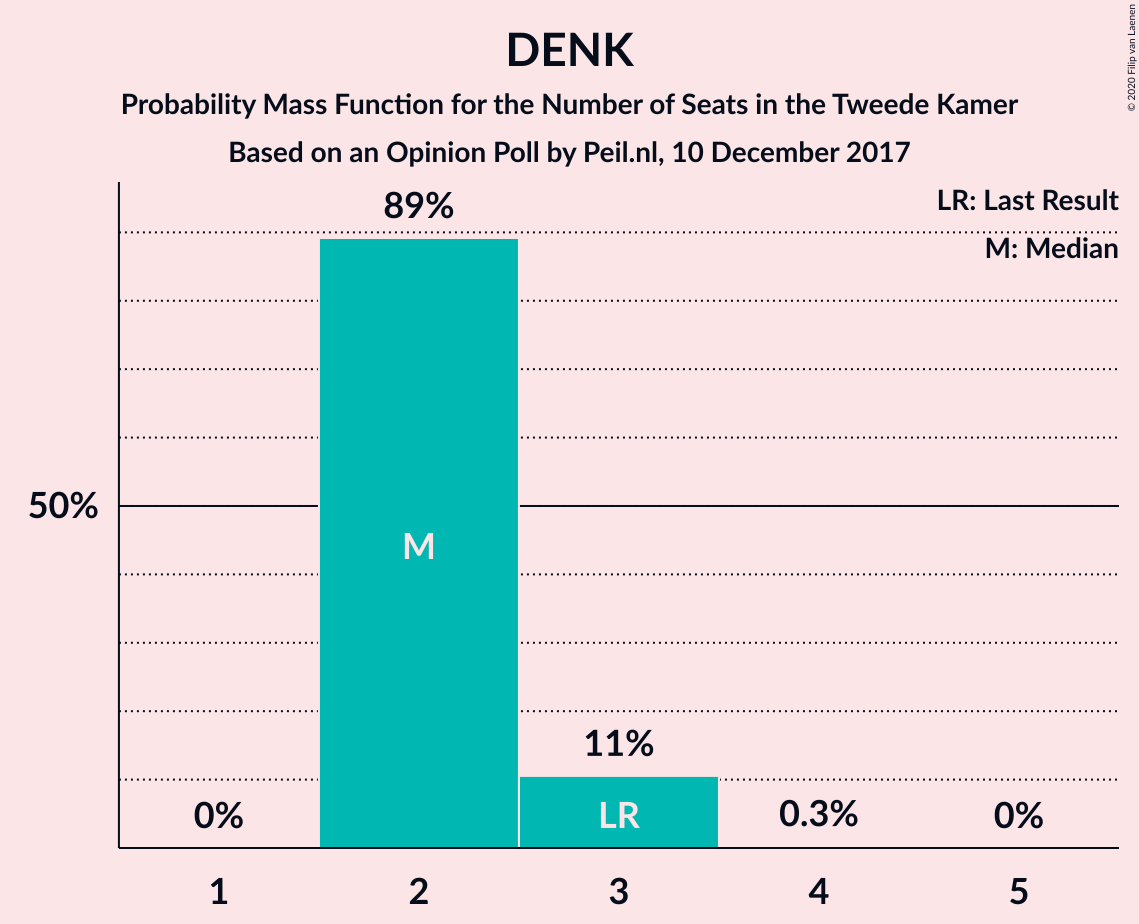 DENK
Probability Mass Function for the Number of Seats in the Tweede Kamer
Based on an Opinion Poll by Peil.nl, 10 December 2017
© 2020 Filip van Laenen
LR: Last Result
M: Median
89%
50%
M
11%
0%
LR
0.3%
0%
1
2
3
4
5